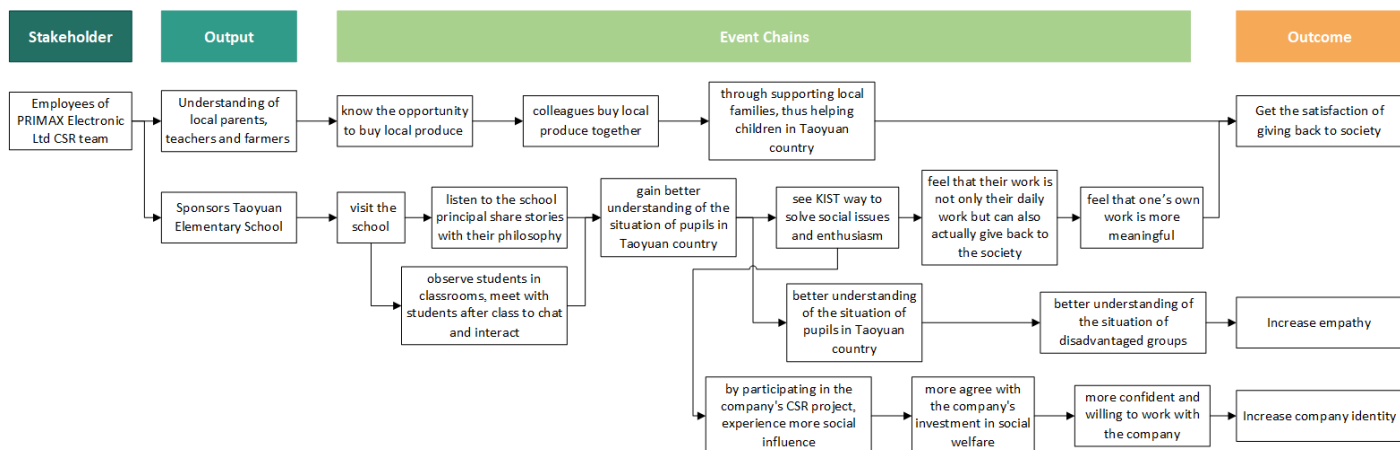 Stakeholder
Output
Event Chains
Outcome
Employees of
PRIMAX Electronic
Ltd CSR team
Understanding of
local parents,
teachers and farmers
know the opportunity
to buy local produce
colleagues buy local
produce together
through supporting local
families, thus helping
children in Taoyuan
country
Get the satisfaction of
giving back to society
Sponsors Taoyuan
Elementary School
visit the
school
listen to the school
principal share stories
with their philosophy
gain better
understanding of the
situation of pupils in
Taoyuan country
see KIST way to
solve social issues
and enthusiasm
feel that their work is
not only their daily
work but can also
actually give back to
the society
feel that one's own
work is more
meaningful
observe students in
classrooms, meet with
students after class to chat
and interact
better understanding
of the situation of
pupils in Taoyuan
country
better understanding of
the situation of
disadvantaged groups
Increase empathy
by participating in the
company's CSR project,
experience more social
influence
more agree with
the company's
investment in social
welfare
more confident and
willing to work with
the company
Increase company identity